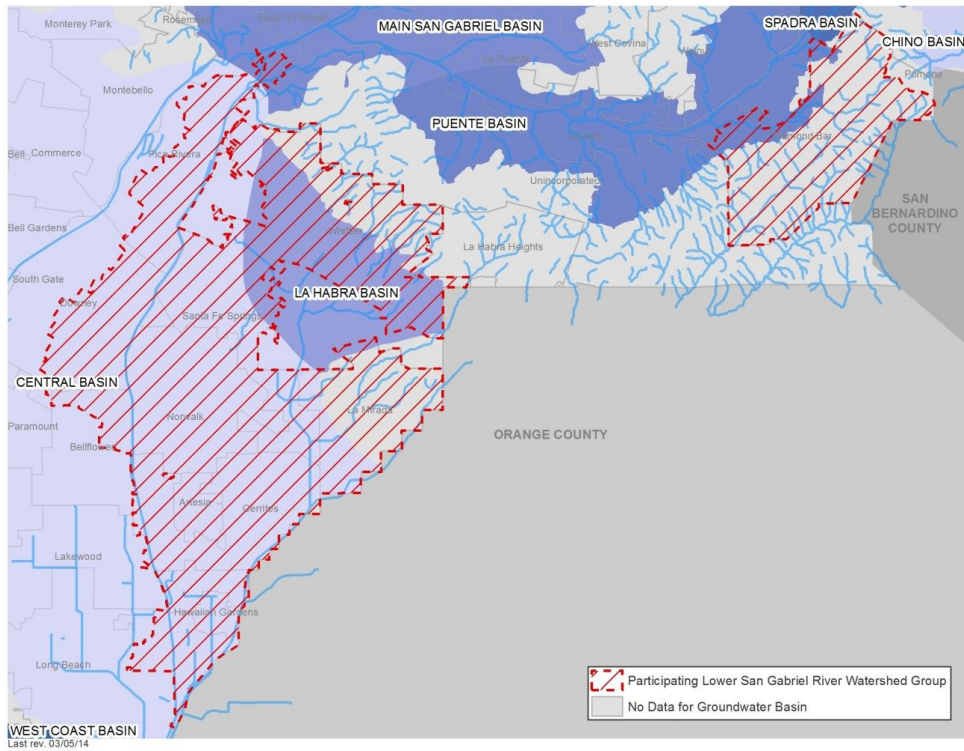 Monterey Park
Rosemead
South El Monte
MAIN SAN GABRIEL BASIN
SPADRA BASIN
West Covina
Walnut
CHINO BASIN
La Puente
Pomona
Montebello
PUENTE BASIN
Diamond Bar
Bell
Commerce
Pico Rivera
Unincorporated
SAN
BERNARDINO
COUNTY
Bell Gardens
Whittier
La Habra Heights
South Gate
LA HABRA BASIN
Downey
Santa Fe Springs
CENTRAL BASIN
La Mirada
Norwalk
Paramount
ORANGE COUNTY
Bellflower
Artesia
Cerritos
Lakewood
Hawaiian Gardens
Long Beach
Participating Lower San Gabriel River Watershed Group
No Data for Groundwater Basin
WEST COAST BASIN
Last rev. 03/05/14